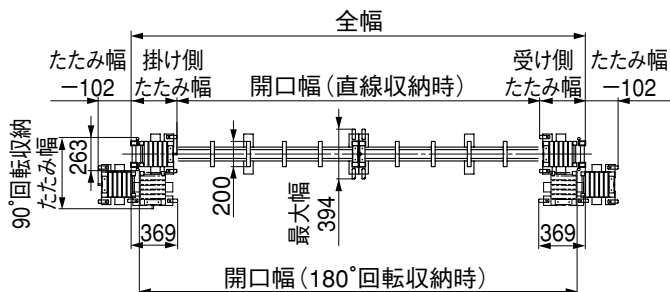 全幅
たたみ幅
−102
掛け側
たたみ幅
開口幅（直線収納時）
受け側
たたみ幅
たたみ幅
−102
90°回転収納
たたみ幅
263
200
最大幅
394
369
369
開口幅（180°回転収納時）